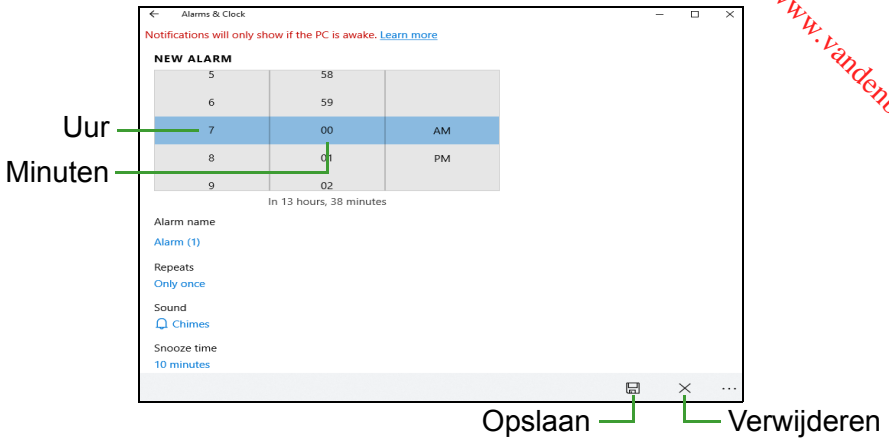 Alarms & Clock
Notifications will only show if the PC is awake. Learn more
NEW ALARM
5 58
6 59
Uur 7 00 AM
8 01 PM
Minuten
9 02
In 13 hours, 38 minutes
Alarm name
Alarm (1)
Repeats
Only once
Sound
Chimes
Snooze time
10 minutes
Opslaan Verwijderen